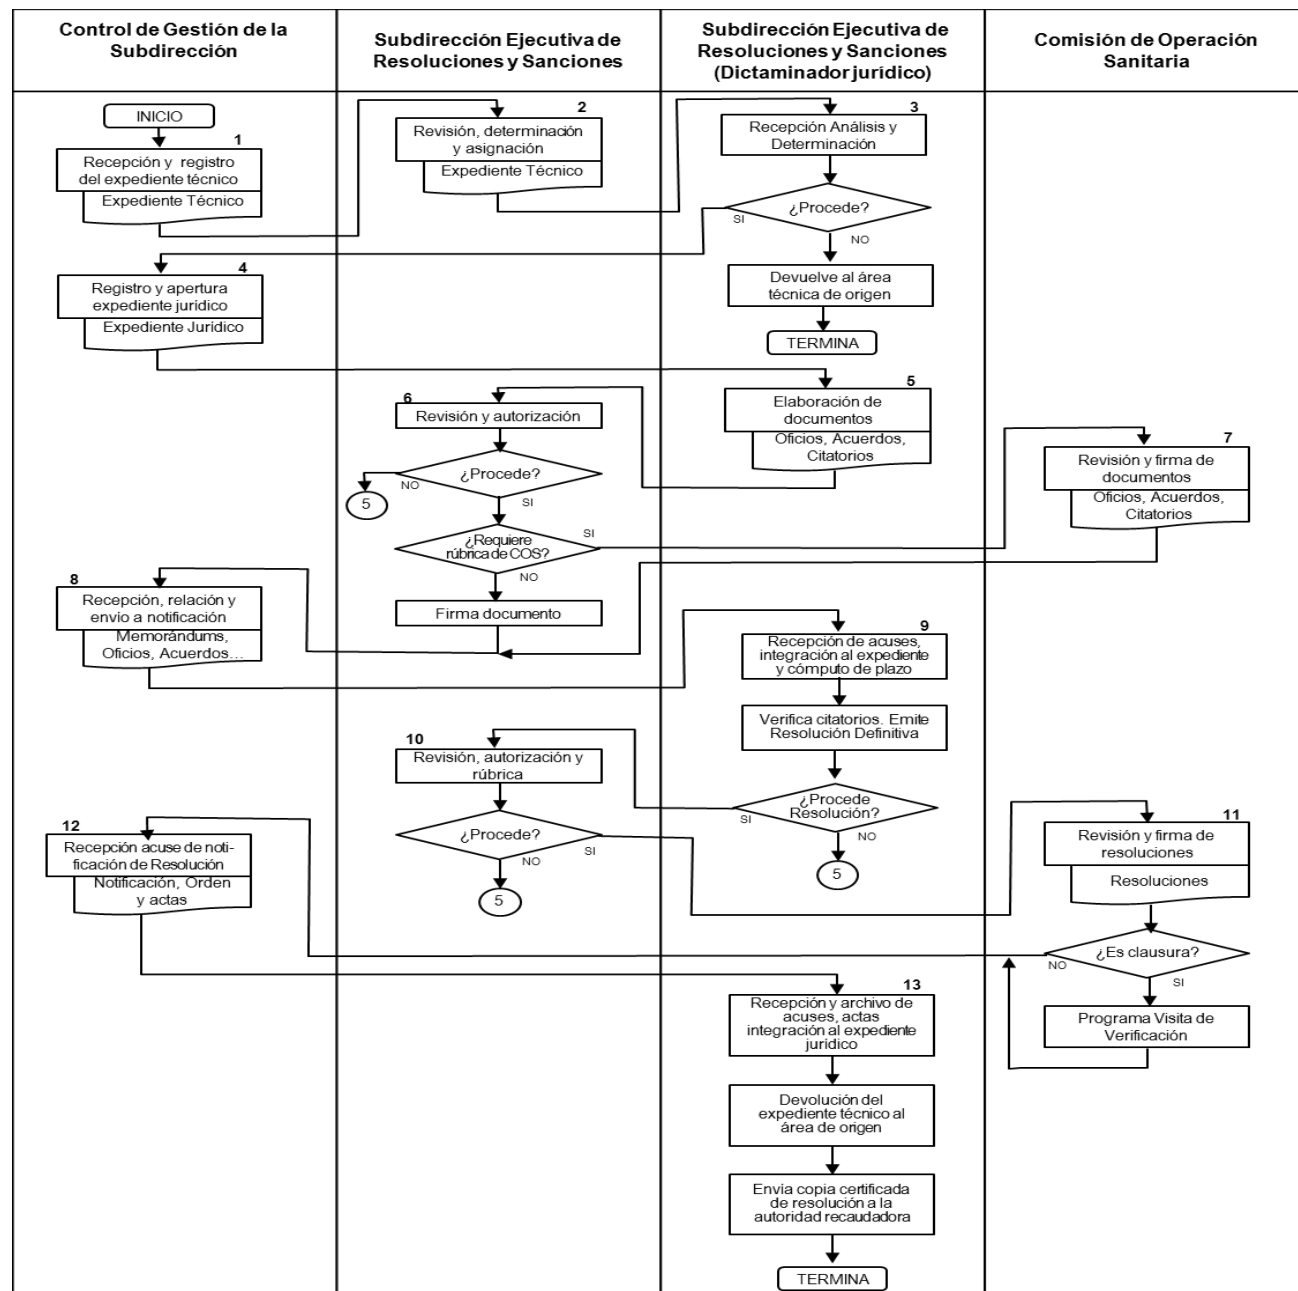 Control de Gestión de la
Subdirección
Subdirección Ejecutiva de
Resoluciones y Sanciones
Subdirección Ejecutiva de
Resoluciones y Sanciones
(Dictaminador jurídico)
Comisión de Operación
Sanitaria
INICIO
1
Recepción y registro
del expediente técnico
Expediente Técnico
2
Revisión, determinación
y asignación
Expediente Técnico
3
Recepción Análisis y
Determinación
¿Procede?
SI
NO
Devuelve al área
técnica de origen
TERMINA
4
Registro y apertura
expediente jurídico
Expediente Jurídico
5
Elaboración de
documentos
Oficios, Acuerdos,
Citatorios
6
Revisión y autorización
¿Procede?
NO
SI
5
¿Requiere
rúbrica de COS?
SI
NO
Firma documento
7
Revisión y firma de
documentos
Oficios, Acuerdos,
Citatorios
8
Recepción, relación y
envio a notificación
Memorándums,
Oficios, Acuerdos...
9
Recepción de acuses,
integración al expediente
y cómputo de plazo
Verifica citatorios. Emite
Resolución Definitiva
¿Procede
Resolución?
SI
NO
5
10
Revisión, autorización y
rúbrica
¿Procede?
NO
SI
5
11
Revisión y firma de
resoluciones
Resoluciones
¿Es clausura?
NO
SI
Programa Visita de
Verificación
12
Recepción acuse de noti-
ficación de Resolución
Notificación, Orden
y actas
13
Recepción y archivo de
acuses, actas
integración al expediente
jurídico
Devolución del
expediente técnico al
área de origen
Envía copia certificada
de resolución a la
autoridad recaudadora
TERMINA